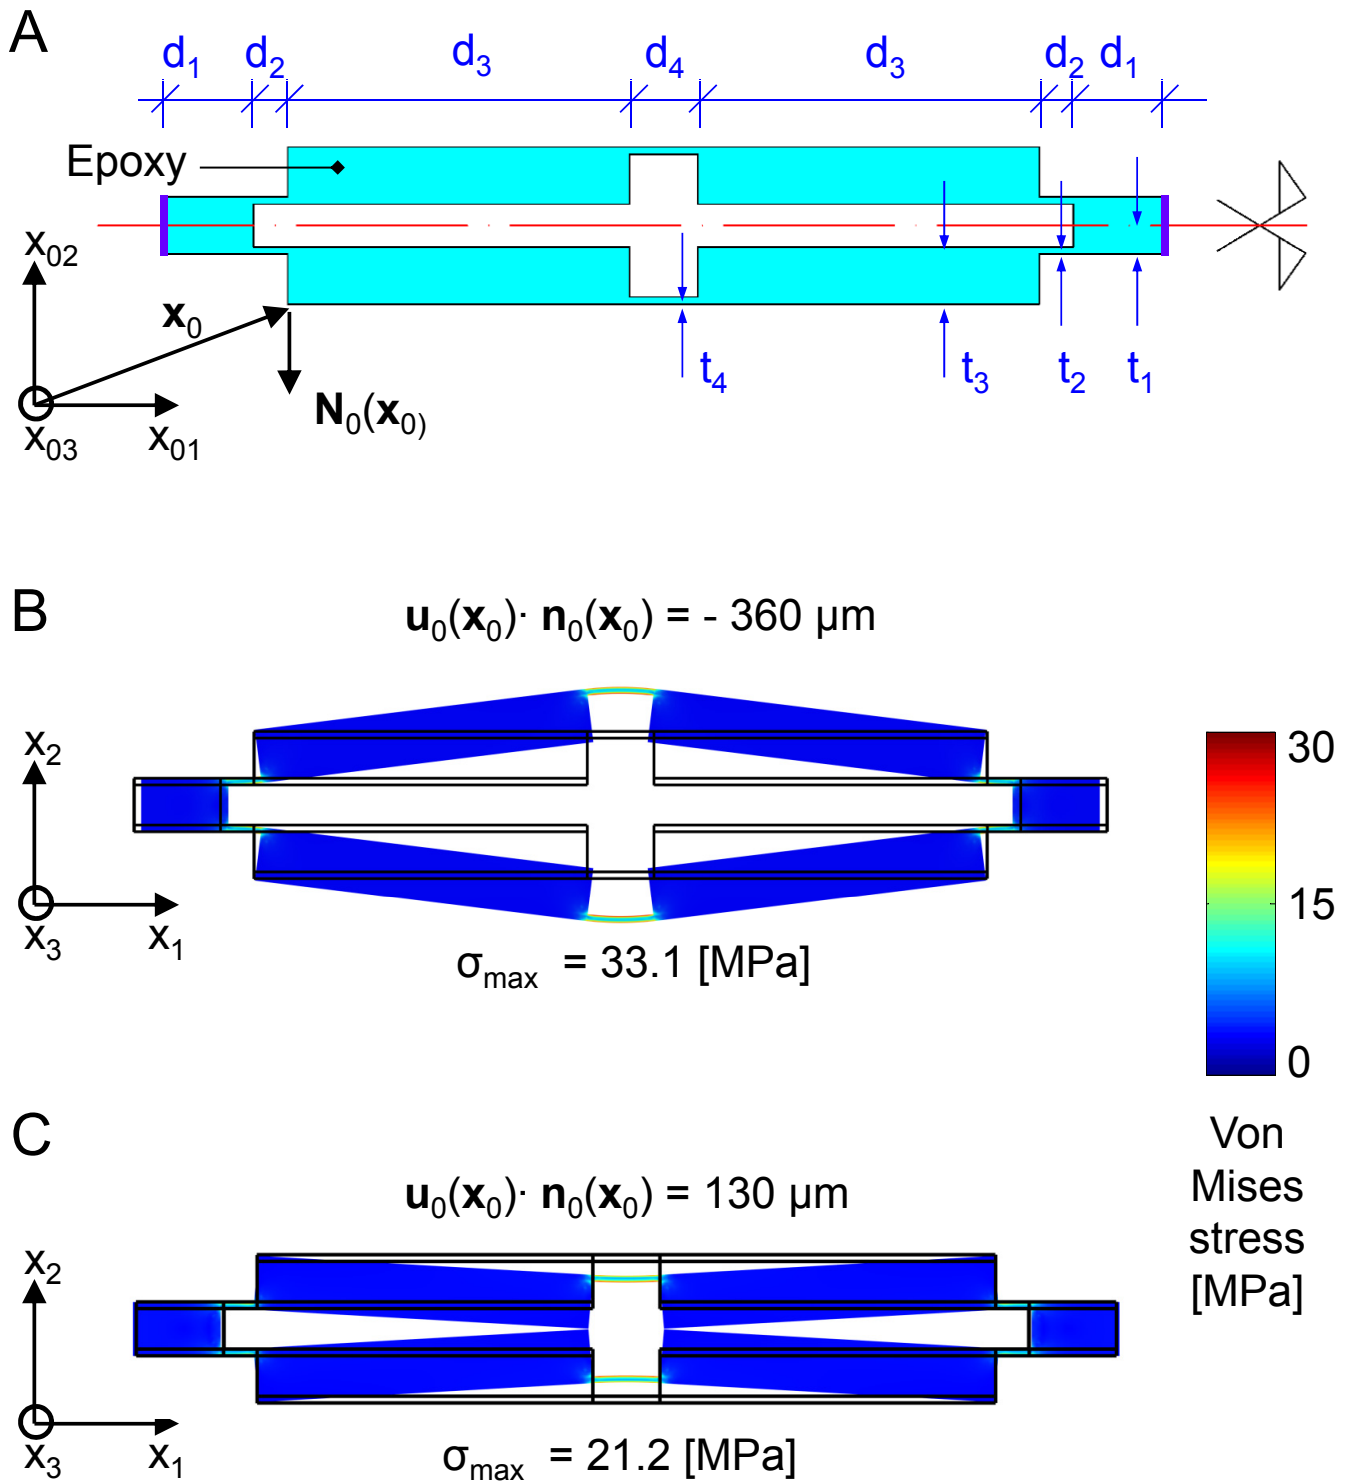 A
d1 d2 d3 d4 d3 d2 d1
Epoxy
x02
x0
t4 t3 t2 t1
N0(x0)
x03 x01
B
u0(x0)· n0(x0) = - 360 µm
x2
30
15
x3 x1
σmax = 33.1 [MPa]
0
C
Von
Mises
stress
[MPa]
u0(x0)· n0(x0) = 130 µm
x2
x3 x1
σmax = 21.2 [MPa]